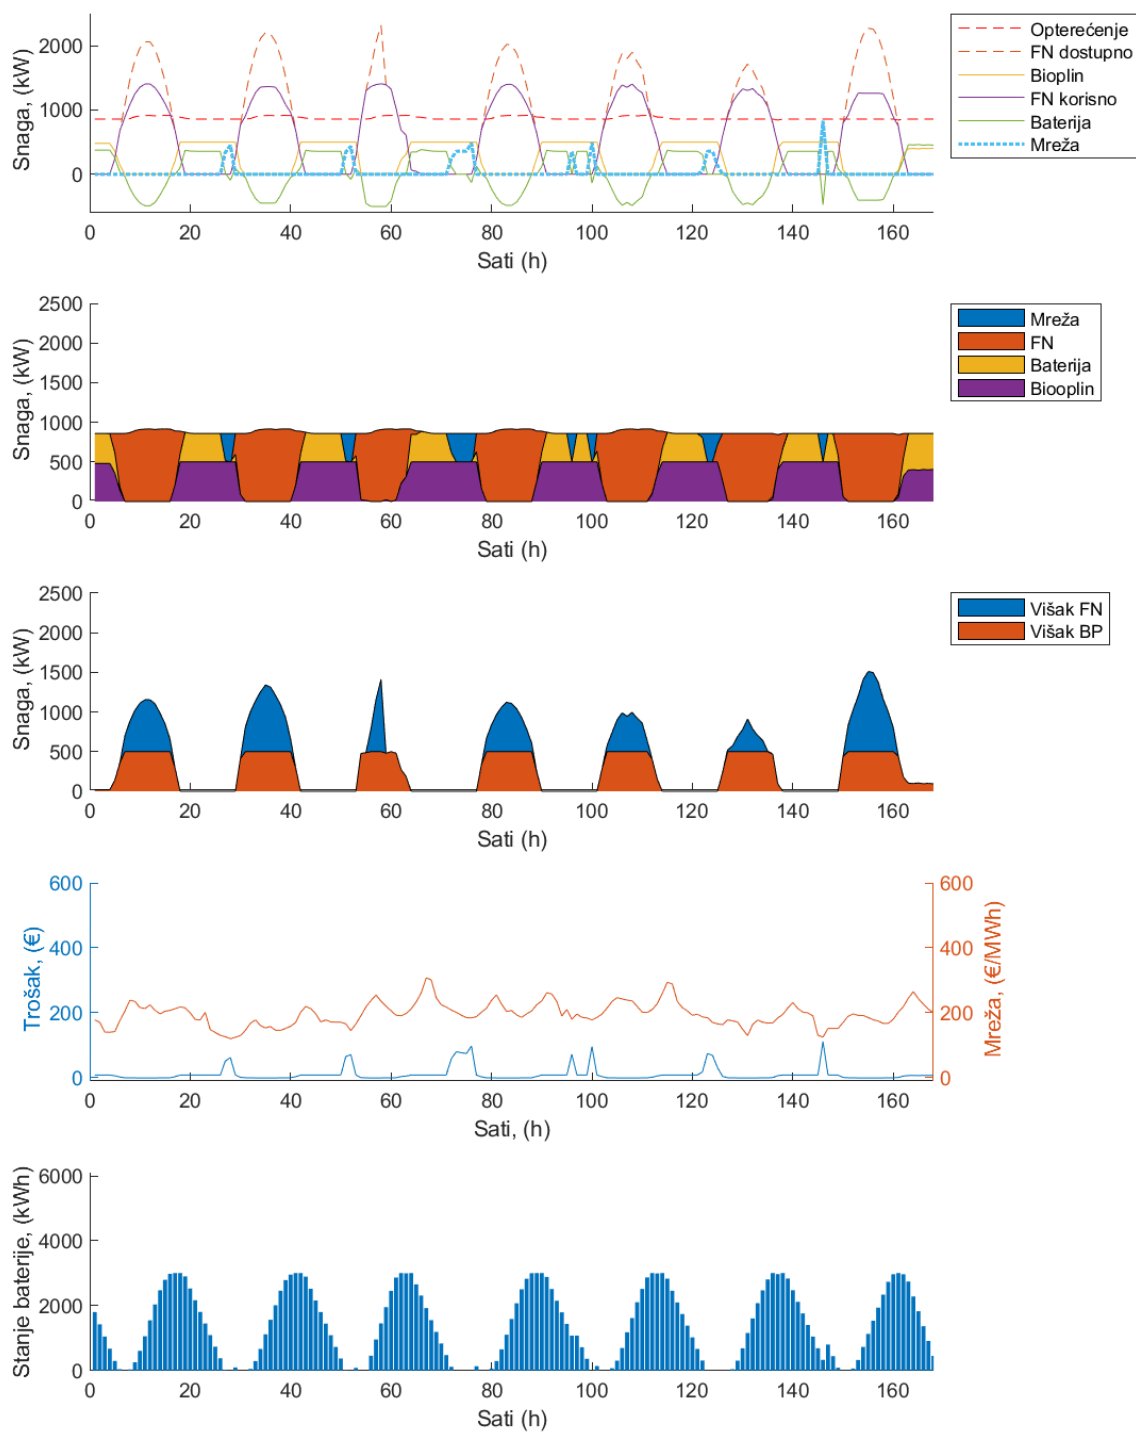 Snaga, (kW)
2000
1000
0
0 20 40 60 80 100 120 140 160
Sati (h)
Opterećenje
FN dostupno
Bioplin
FN korisno
Baterija
Mreža
Snaga, (kW)
2500
2000
1500
1000
500
0
0 20 40 60 80 100 120 140 160
Sati (h)
Mreža
FN
Baterija
Biooplin
Snaga, (kW)
2500
2000
1500
1000
500
0
0 20 40 60 80 100 120 140 160
Sati (h)
Višak FN
Višak BP
Trošak, (€)
600
400
200
0
0 20 40 60 80 100 120 140 160
Sati, (h)
600
400
200
0
Mreža, (€/MWh)
Stanje baterije, (kWh)
6000
4000
2000
0
0 20 40 60 80 100 120 140 160
Sati (h)